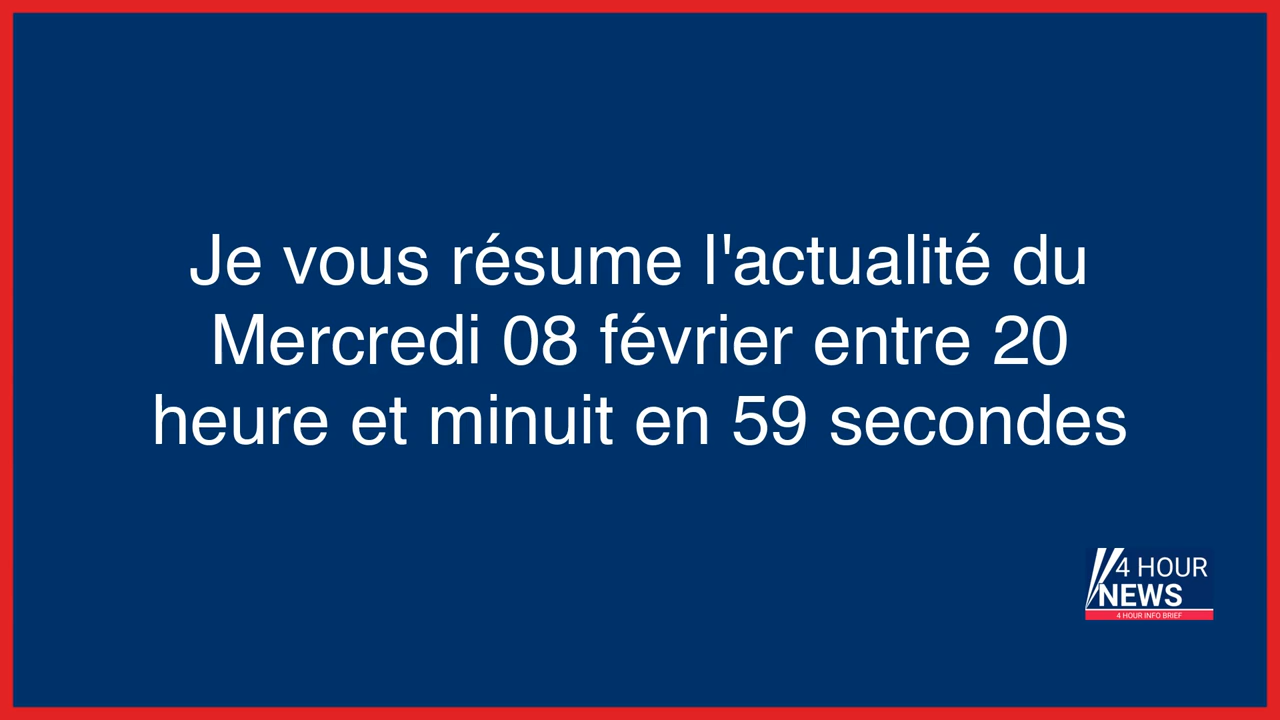 Je vous résume l'actualité du
Mercredi 08 février entre 20
heure et minuit en 59 secondes
4 HOUR
NEWS
4 HOUR INFO BRIEF